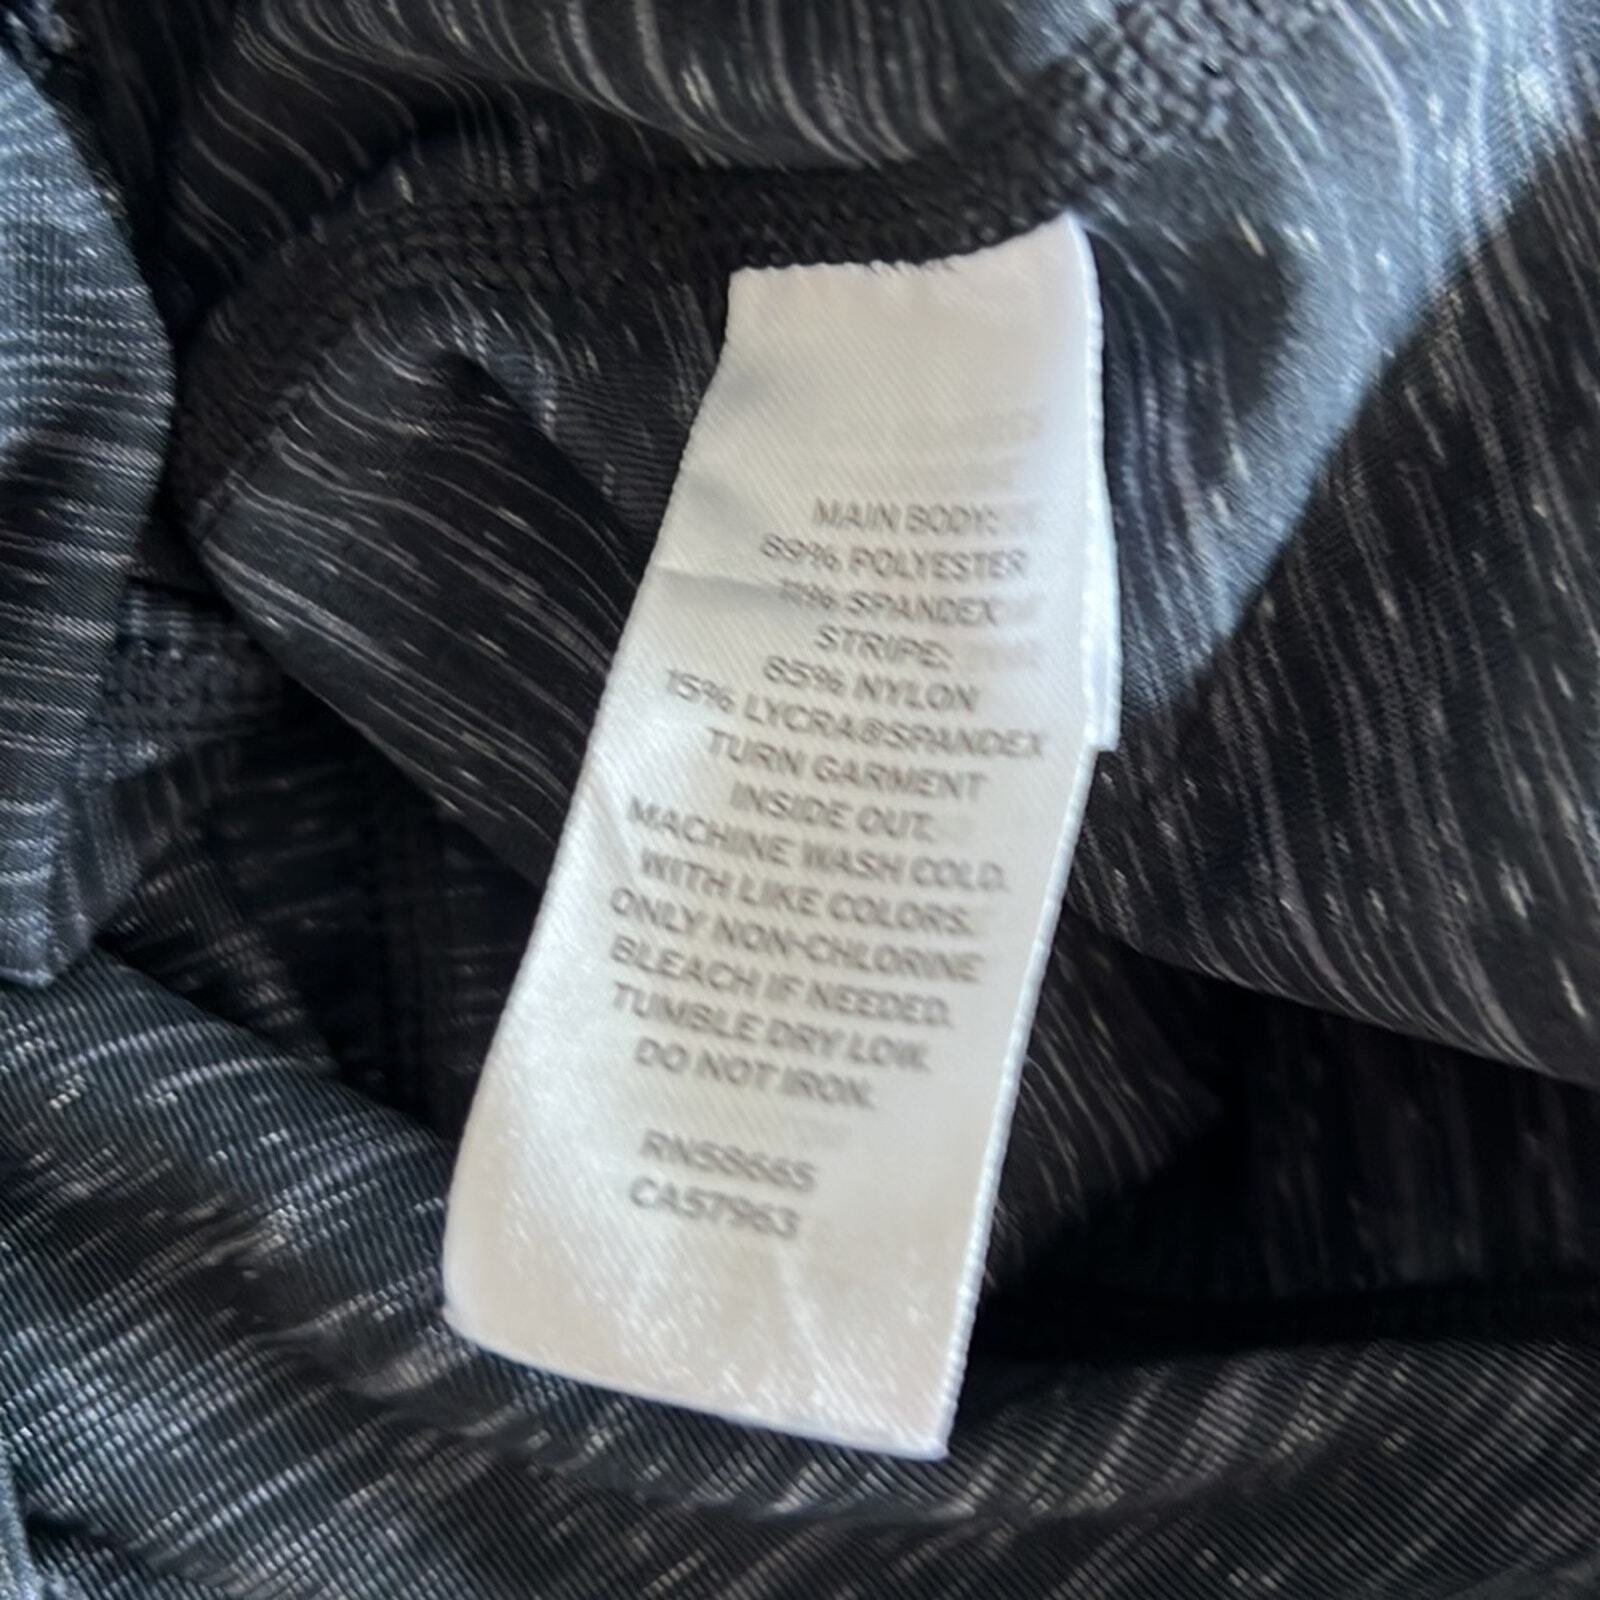 MAIN BODY:
89% POLYESTER
11% SPANDEX
STRIPE:
85% NYLON
15% LYCRA®SPANDEX
TURN GARMENT
INSIDE OUT.
MACHINE WASH COLD.
WITH LIKE COLORS.
ONLY NON-CHLORINE
BLEACH IF NEEDED.
TUMBLE DRY LOW.
DO NOT IRON.
RN58665
CA57963